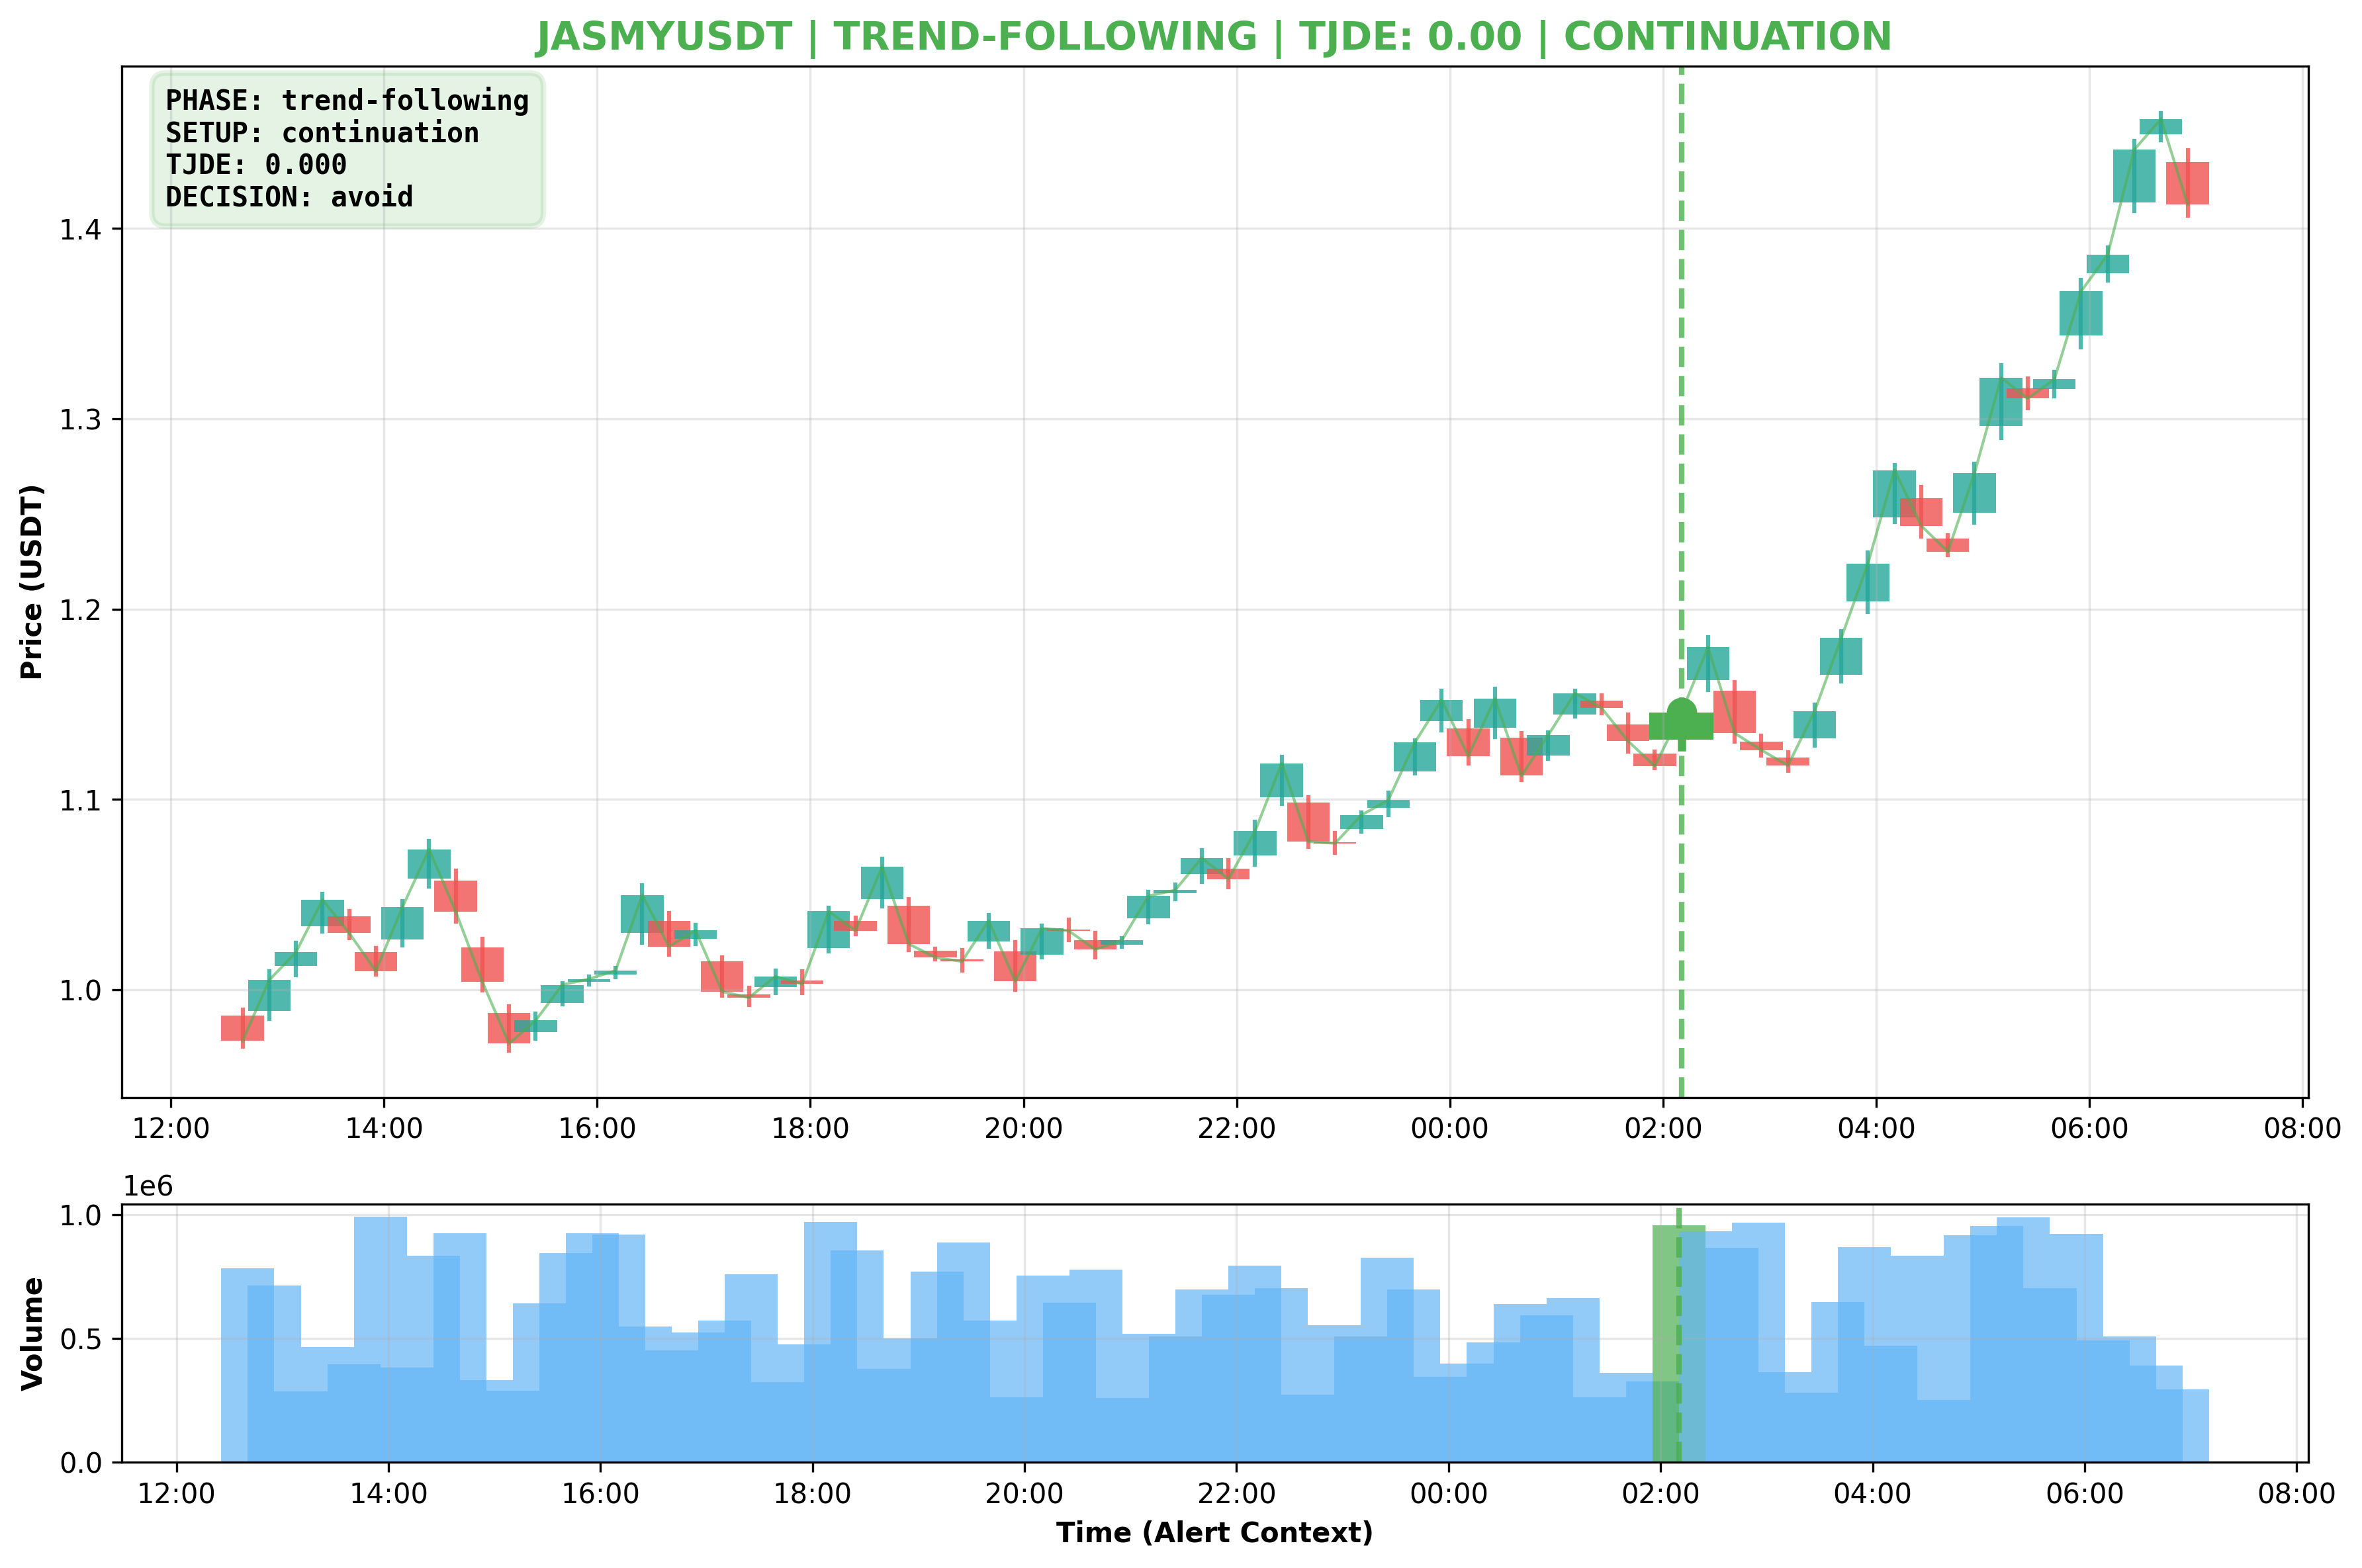 JASMYUSDT | TREND-FOLLOWING | TJDE: 0.00 | CONTINUATION
PHASE: trend-following
SETUP: continuation
TJDE: 0.000
DECISION: avoid
Price (USDT)
1.4
1.3
1.2
1.1
1.0
12:00 14:00 16:00 18:00 20:00 22:00 00:00 02:00 04:00 06:00 08:00
1e6
Volume
1.0
0.5
0.0
12:00 14:00 16:00 18:00 20:00 22:00 00:00 02:00 04:00 06:00 08:00
Time (Alert Context)